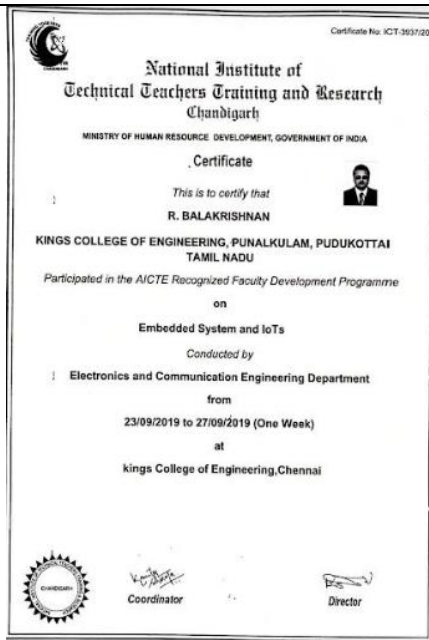 Certificate No: ICT-3937/20
National Institute of
Technical Teachers Training and Research
Chandigarh
MINISTRY OF HUMAN RESOURCE DEVELOPMENT, GOVERNMENT OF INDIA
Certificate
This is to certify that
R. BALAKRISHNAN
KINGS COLLEGE OF ENGINEERING, PUNALKULAM, PUDUKOTTAI
TAMIL NADU
Participated in the AICTE Recognized Faculty Development Programme
on
Embedded System and IoTs
Conducted by
Electronics and Communication Engineering Department
from
23/09/2019 to 27/09/2019 (One Week)
at
kings College of Engineering,Chennai
CHANDIGARH
Coordinator
Director